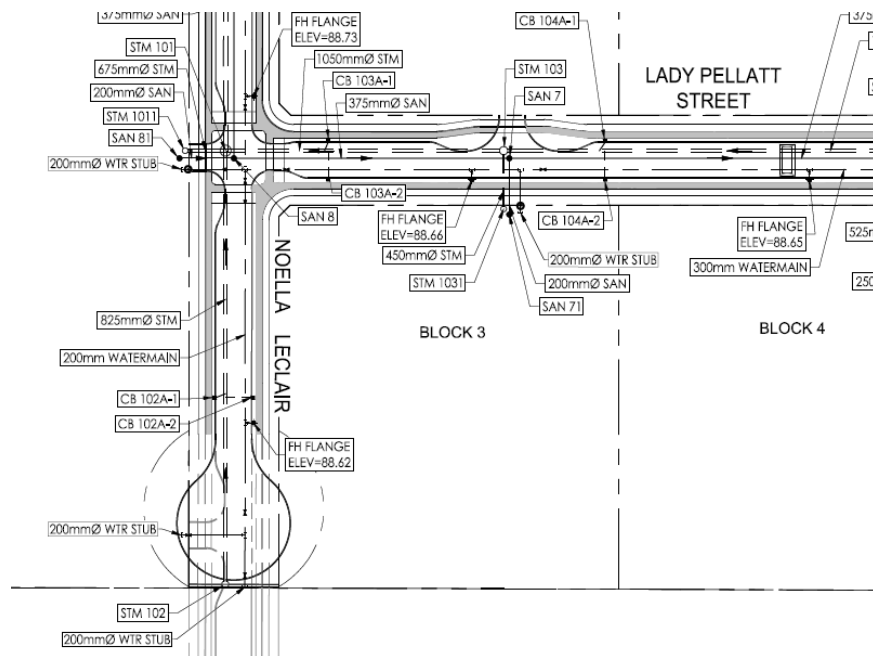 375mmØ SAN
CB 104A-1
375
FH FLANGE
ELEV=88.73
STM 101
1050mmØ STM
675mmØ STM
STM 103
CB 103A-1
LADY PELLATT
STREET
200mmØ SAN
375mmØ SAN
SAN 7
STM 1011
SAN 81
200mmØ WTR STUB
CB 103A-2
SAN 8
FH FLANGE
ELEV=88.66
CB 104A-2
FH FLANGE
ELEV=88.65
525m
450mmØ STM
200mmØ WTR STUB
300mm WATERMAIN
STM 1031
200mmØ SAN
250
SAN 71
NOELLA LECLAIR
825mmØ STM
BLOCK 3
BLOCK 4
200mm WATERMAIN
CB 102A-1
CB 102A-2
FH FLANGE
ELEV=88.62
200mmØ WTR STUB
STM 102
200mmØ WTR STUB